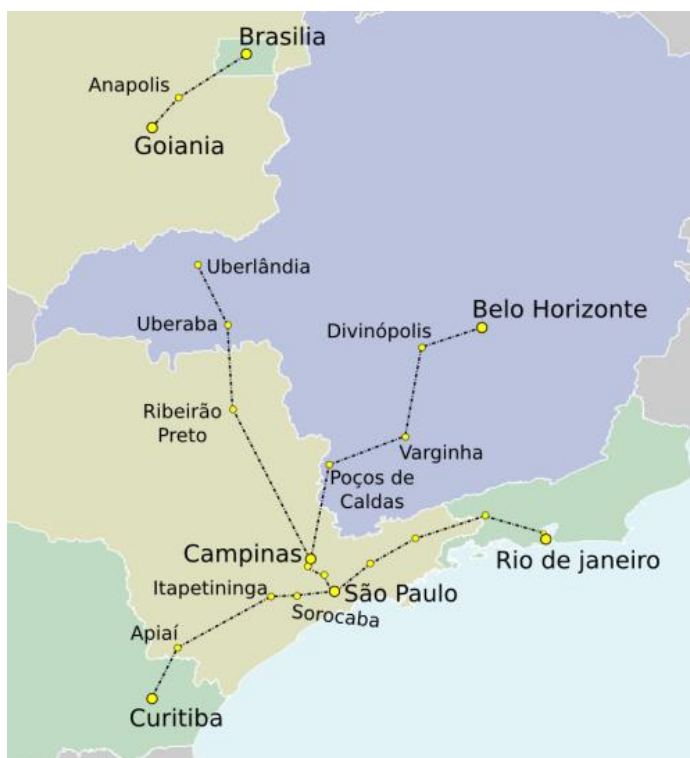 Brasilia
Anapolis
Goiania
Uberlândia
Belo Horizonte
Uberaba
Divinópolis
Ribeirão
Preto
Varginha
Poços de
Caldas
Campinas
Rio de janeiro
Itapetininga
São Paulo
Sorocaba
Apiaí
Curitiba